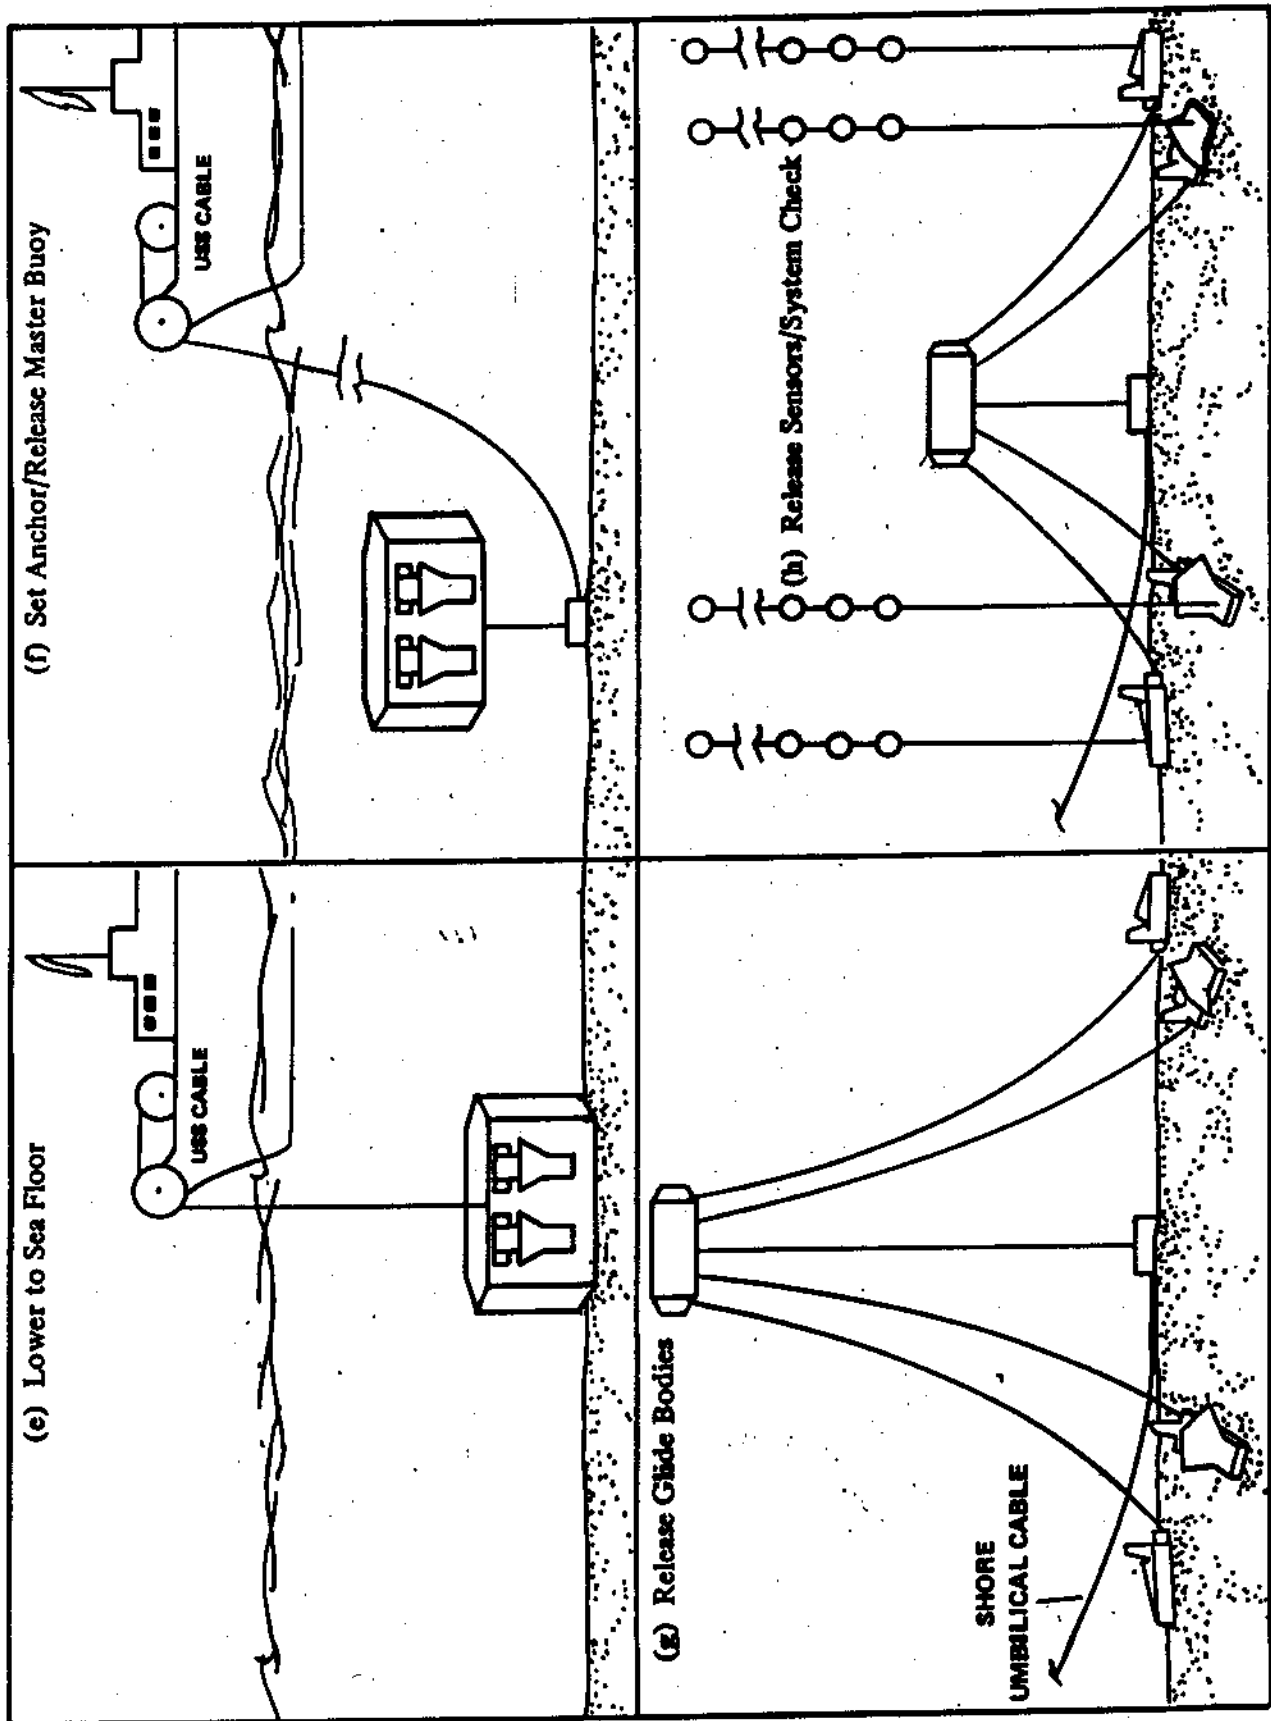 (e) Lower to Sea Floor
USS CABLE
(f) Set Anchor/Release Master Buoy
USS CABLE
(g) Release Glide Bodies
SHORE
UMBILICAL CABLE
(h) Release Sensors/System Check